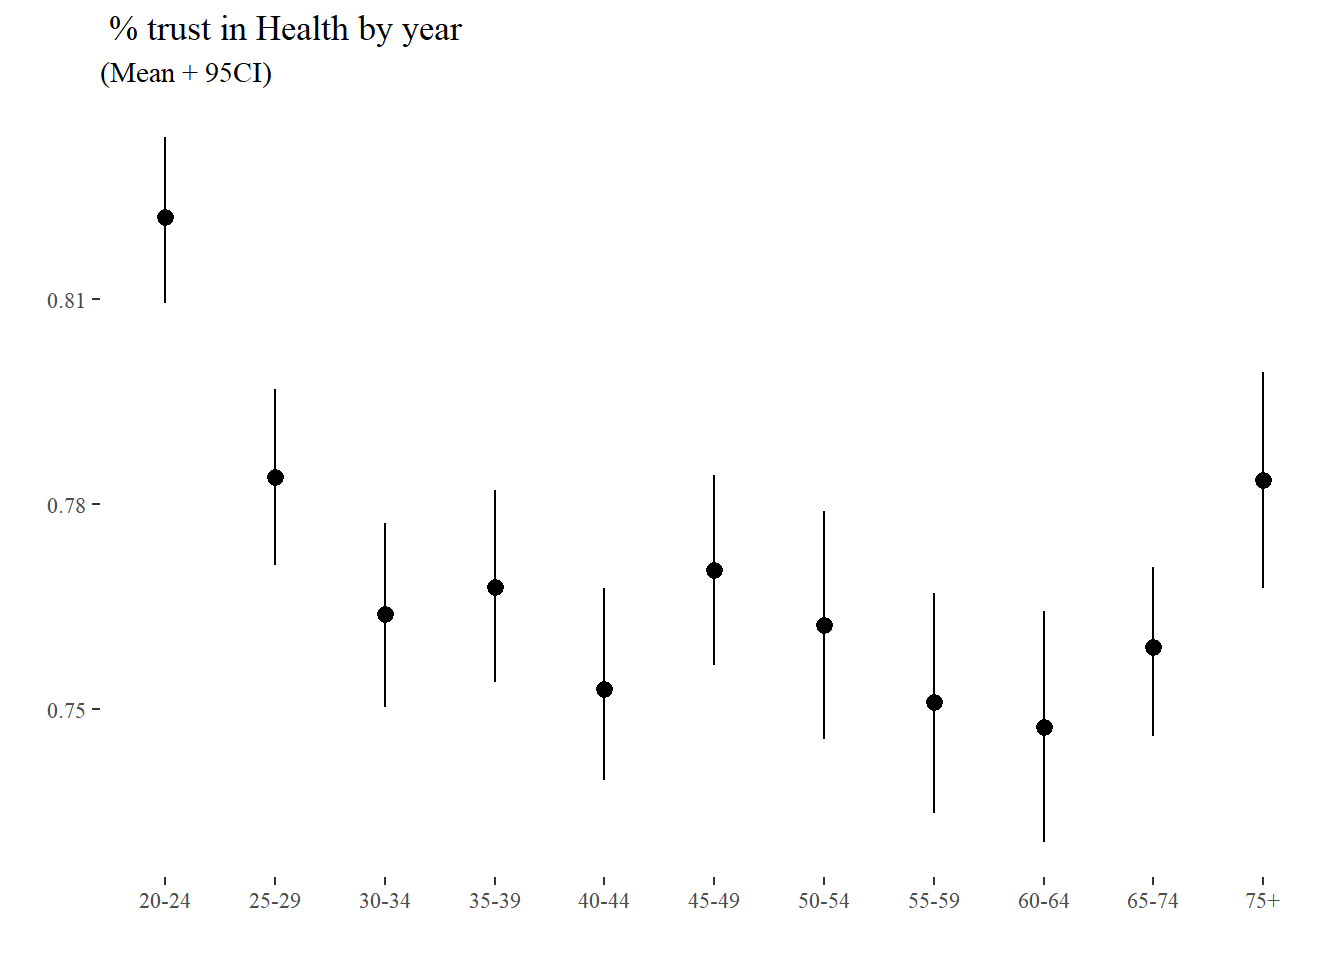 % trust in Health by year
(Mean + 95CI)
0.81
0.78
0.75
20-24 25-29 30-34 35-39 40-44 45-49 50-54 55-59 60-64 65-74 75+